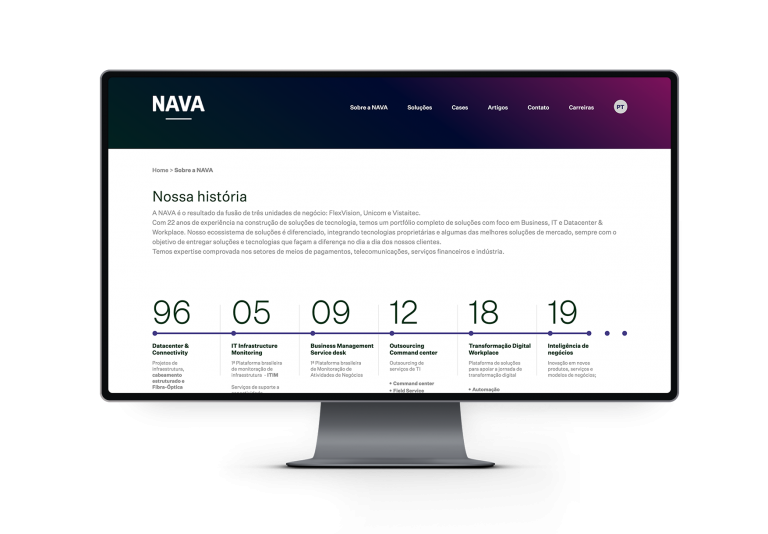 NAVA
Sobre a NAVA Soluções Cases Artigos Contato Carreiras PT
Home > Sobre a NAVA
Nossa história
A NAVA é o resultado da fusão de três unidades de negócio: FlexVision, Unicom e Vistaitec.
Com 22 anos de experiência na construção de soluções de tecnologia, temos um portfólio completo de soluções com foco em Business, IT e Datacenter &
Workplace. Nosso ecossistema de soluções é diferenciado, integrando tecnologias proprietárias e algumas das melhores soluções de mercado, sempre com o
objetivo de entregar soluções e tecnologias que façam a diferença no dia a dia dos nossos clientes.
Temos expertise comprovada nos setores de meios de pagamentos, telecomunicações, serviços financeiros e indústria.
96
Datacenter &
Connectivity
Projetos de
infraestrutura,
cabeamento
estruturado e
Fibra-Óptica
05
IT Infrastructure
Monitoring
1ª Plataforma brasileira
de monitoração de
Infraestrutura - ITIM
Serviços de suporte a
09
Business Management
Service desk
1ª Plataforma brasileira
de Monitoração de
Atividades de Negócios
12
Outsourcing
Command center
Outsourcing de
serviços de TI
+ Command center
+ Field Service
18
Transformação Digital
Workplace
Plataforma de soluções
para apoiar a jornada de
transformação digital
+ Automação
19
Inteligência de
negócios
Inovação em novos
produtos, serviços e
modelos de negócios;